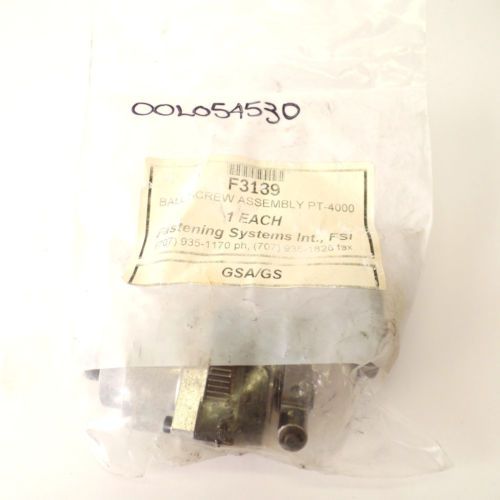 00L054530
F3139
BALL SCREW ASSEMBLY PT-4000
1 EACH
Fastening Systems Int., FSI
(707) 935-1170 ph, (707) 935-1828 fax
GSA/GS